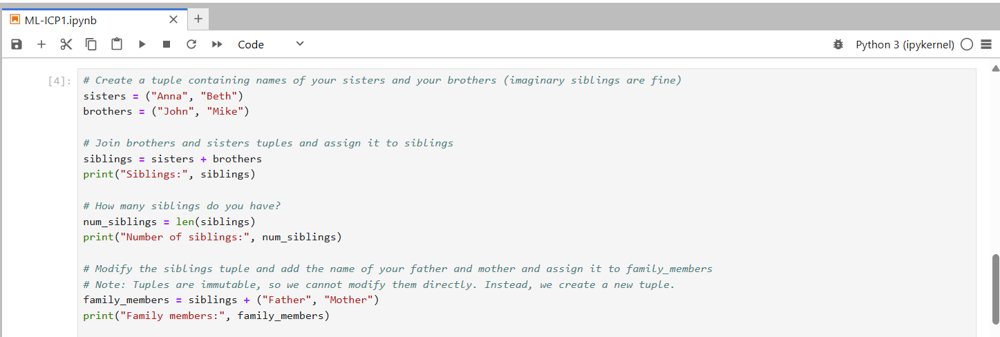 ML-ICP1.ipynb
Code
Python 3 (ipykernel)
[4]:
# Create a tuple containing names of your sisters and your brothers (imaginary siblings are fine)
sisters = ("Anna", "Beth")
brothers = ("John", "Mike")
# Join brothers and sisters tuples and assign it to siblings
siblings = sisters + brothers
print("Siblings:", siblings)
# How many siblings do you have?
num_siblings = len(siblings)
print("Number of siblings:", num_siblings)
# Modify the siblings tuple and add the name of your father and mother and assign it to family_members
# Note: Tuples are immutable, so we cannot modify them directly. Instead, we create a new tuple.
family_members = siblings + ("Father", "Mother")
print("Family members:", family_members)